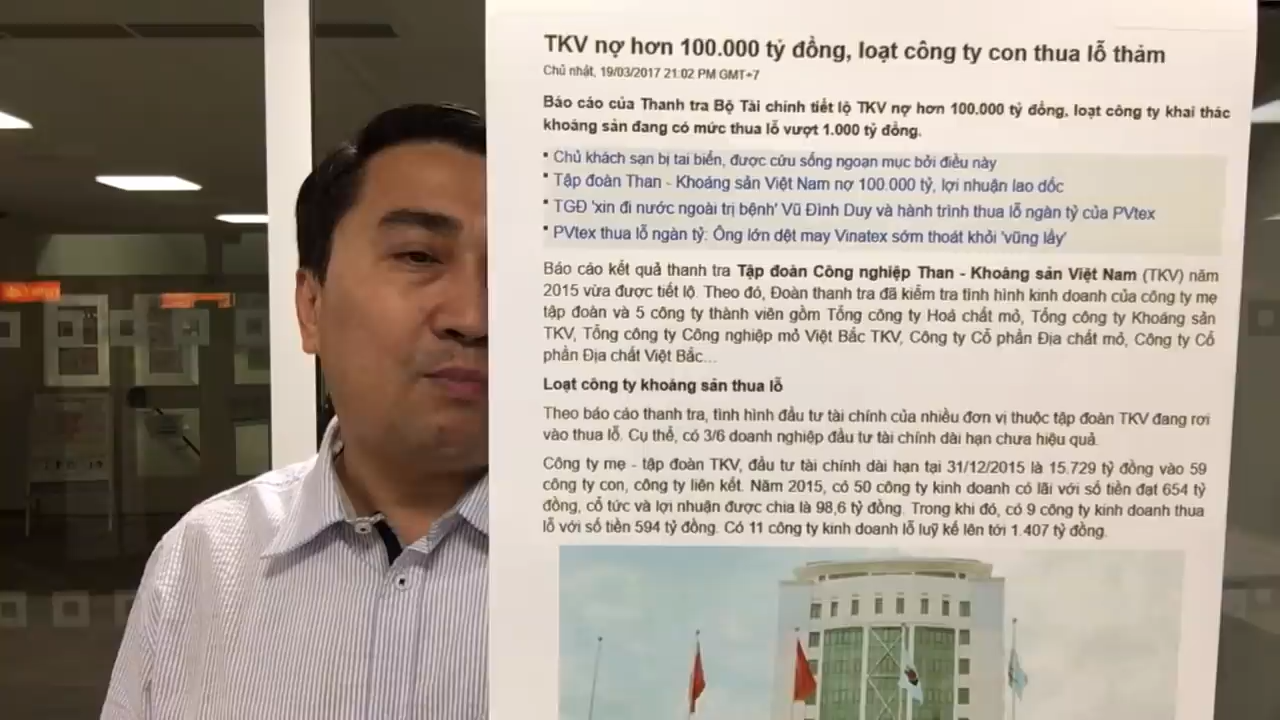 TKV nợ hơn 100.000 tỷ đồng, loạt công ty con thua lỗ thảm
Chủ nhật, 19/03/2017 21:02 PM GMT+7
Báo cáo của Thanh tra Bộ Tài chính tiết lộ TKV nợ hơn 100.000 tỷ đồng, loạt công ty khai thác
khoáng sản đang có mức thua lỗ vượt 1.000 tỷ đồng.
Chủ khách sạn bị tai biến, được cứu sống ngoạn mục bởi điều này
Tập đoàn Than - Khoáng sản Việt Nam nợ 100.000 tỷ, lợi nhuận lao dốc
TGĐ 'xin đi nước ngoài trị bệnh' Vũ Đình Duy và hành trình thua lỗ ngàn tỷ của PVtex
PVtex thua lỗ ngàn tỷ: Ông lớn dệt may Vinatex sớm thoát khỏi 'vũng lầy'
Báo cáo kết quả thanh tra Tập đoàn Công nghiệp Than - Khoáng sản Việt Nam (TKV) năm
2015 vừa được tiết lộ. Theo đó, Đoàn thanh tra đã kiểm tra tình hình kinh doanh của công ty mẹ
tập đoàn và 5 công ty thành viên gồm Tổng công ty Hoá chất mỏ, Tổng công ty Khoáng sản
TKV, Tổng công ty Công nghiệp mỏ Việt Bắc TKV, Công ty Cổ phần Địa chất mỏ, Công ty Cổ
phần Địa chất Việt Bắc...
Loạt công ty khoáng sản thua lỗ
Theo báo cáo thanh tra, tình hình đầu tư tài chính của nhiều đơn vị thuộc tập đoàn TKV đang rơi
vào thua lỗ. Cụ thể, có 3/6 doanh nghiệp đầu tư tài chính dài hạn chưa hiệu quả.
Công ty mẹ - tập đoàn TKV, đầu tư tài chính dài hạn tại 31/12/2015 là 15.729 tỷ đồng vào 59
công ty con, công ty liên kết. Năm 2015, có 50 công ty kinh doanh có lãi với số tiền đạt 654 tỷ
đồng, cổ tức và lợi nhuận được chia là 98,6 tỷ đồng. Trong khi đó, có 9 công ty kinh doanh thua
lỗ với số tiền 594 tỷ đồng. Có 11 công ty kinh doanh lỗ luỹ kế lên tới 1.407 tỷ đồng.